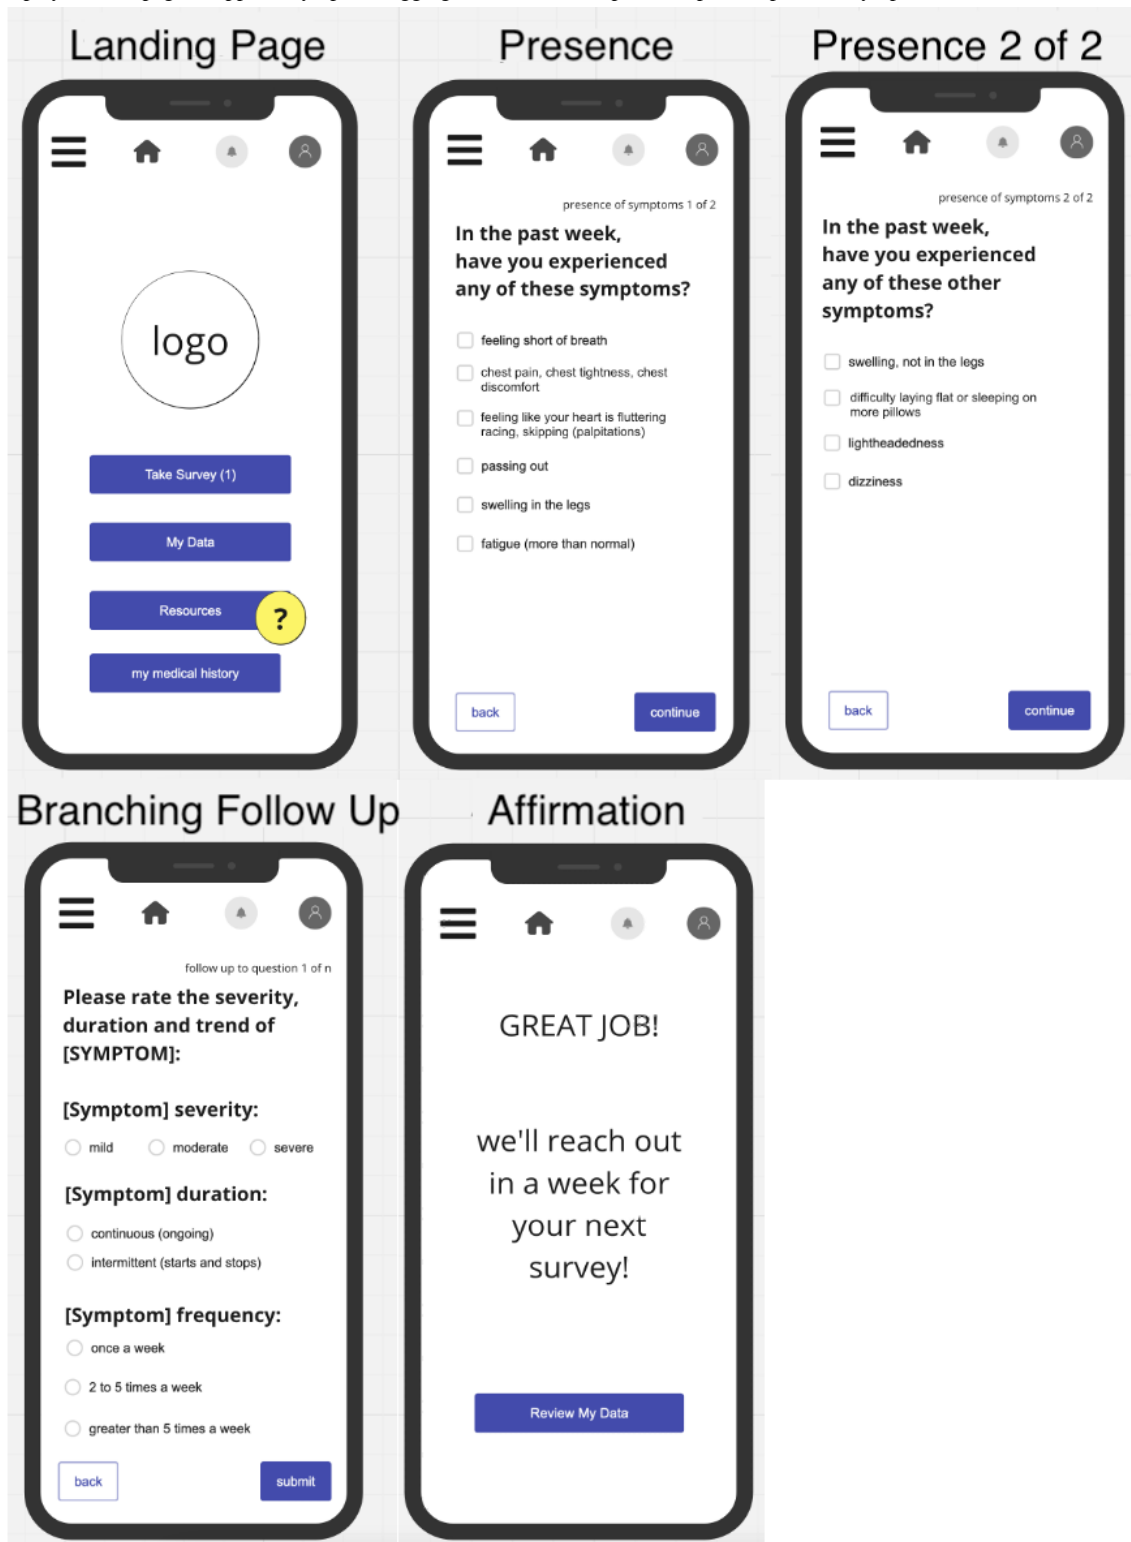 Landing Page
logo
Take Survey (1)
My Data
Resources
?
my medical history
Presence
presence of symptoms 1 of 2
In the past week,
have you experienced
any of these symptoms?
feeling short of breath
chest pain, chest tightness, chest
discomfort
feeling like your heart is fluttering
racing, skipping (palpitations)
passing out
swelling in the legs
fatigue (more than normal)
back
continue
Presence 2 of 2
presence of symptoms 2 of 2
In the past week,
have you experienced
any of these other
symptoms?
swelling, not in the legs
difficulty laying flat or sleeping on
more pillows
lightheadedness
dizziness
back
continue
Branching Follow Up
follow up to question 1 of n
Please rate the severity,
duration and trend of
[SYMPTOM]:
[Symptom] severity:
mild moderate severe
[Symptom] duration:
continuous (ongoing)
intermittent (starts and stops)
[Symptom] frequency:
once a week
2 to 5 times a week
greater than 5 times a week
back
submit
Affirmation
GREAT JOB!
we'll reach out
in a week for
your next
survey!
Review My Data